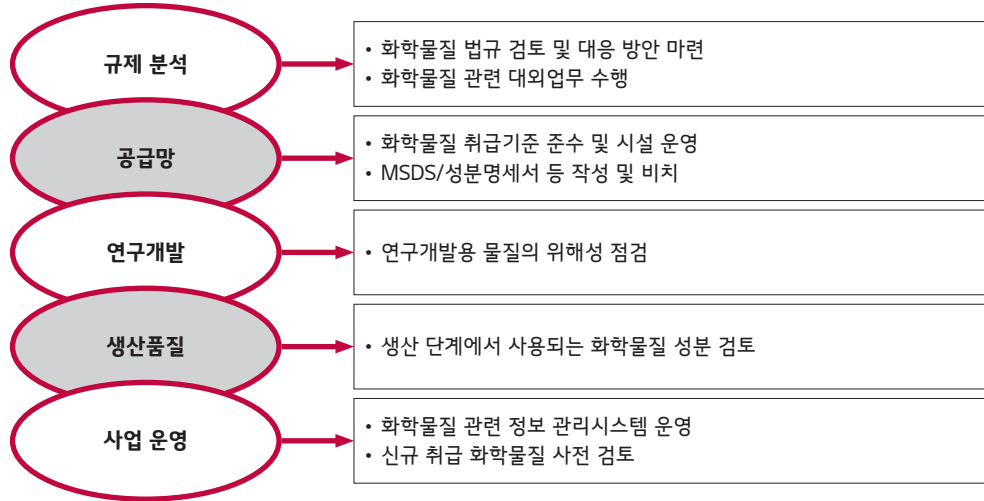 규제 분석
• 화학물질 법규 검토 및 대응 방안 마련
• 화학물질 관련 대외업무 수행
공급망
• 화학물질 취급기준 준수 및 시설 운영
• MSDS/성분명세서 등 작성 및 비치
연구개발
• 연구개발용 물질의 위해성 점검
생산품질
• 생산 단계에서 사용되는 화학물질 성분 검토
사업 운영
• 화학물질 관련 정보 관리시스템 운영
• 신규 취급 화학물질 사전 검토